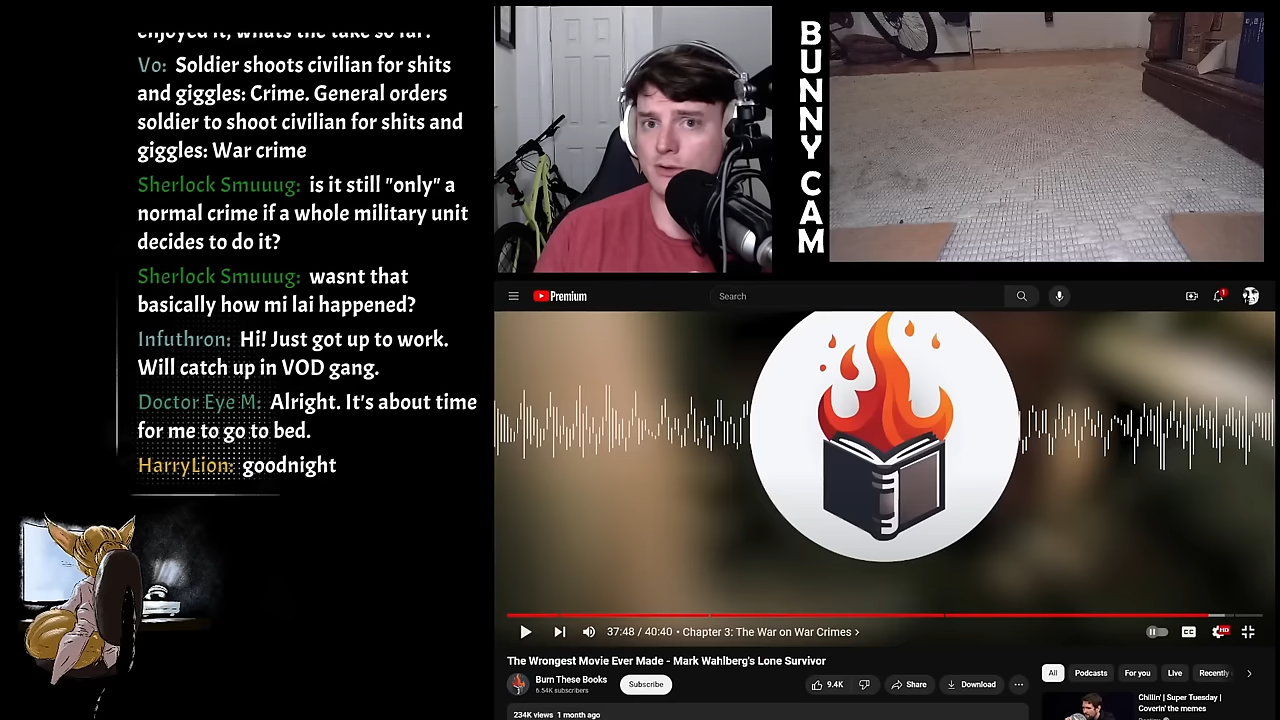 enjoyed it, whats the take so far?
Vo: Soldier shoots civilian for shits
and giggles: Crime. General orders
soldier to shoot civilian for shits and
giggles: War crime
Sherlock Smuuug: is it still "only" a
normal crime if a whole military unit
decides to do it?
Sherlock Smuuug: wasnt that
basically how mi lai happened?
Infuthron: Hi! Just got up to work.
Will catch up in VOD gang.
Doctor Eye M: Alright. It's about time
for me to go to bed.
HarryLion: goodnight
BUNNY CAM
Premium
Search
1
37:48 / 40:40 • Chapter 3: The War on War Crimes
HD
CC
The Wrongest Movie Ever Made - Mark Wahlberg's Lone Survivor
Burn These Books
6.54K subscribers
Subscribe
9.4K
Share
Download
234K views 1 month ago
All
Podcasts
For you
Live
Recently
Chillin' | Super Tuesday |
Coverin' the memes